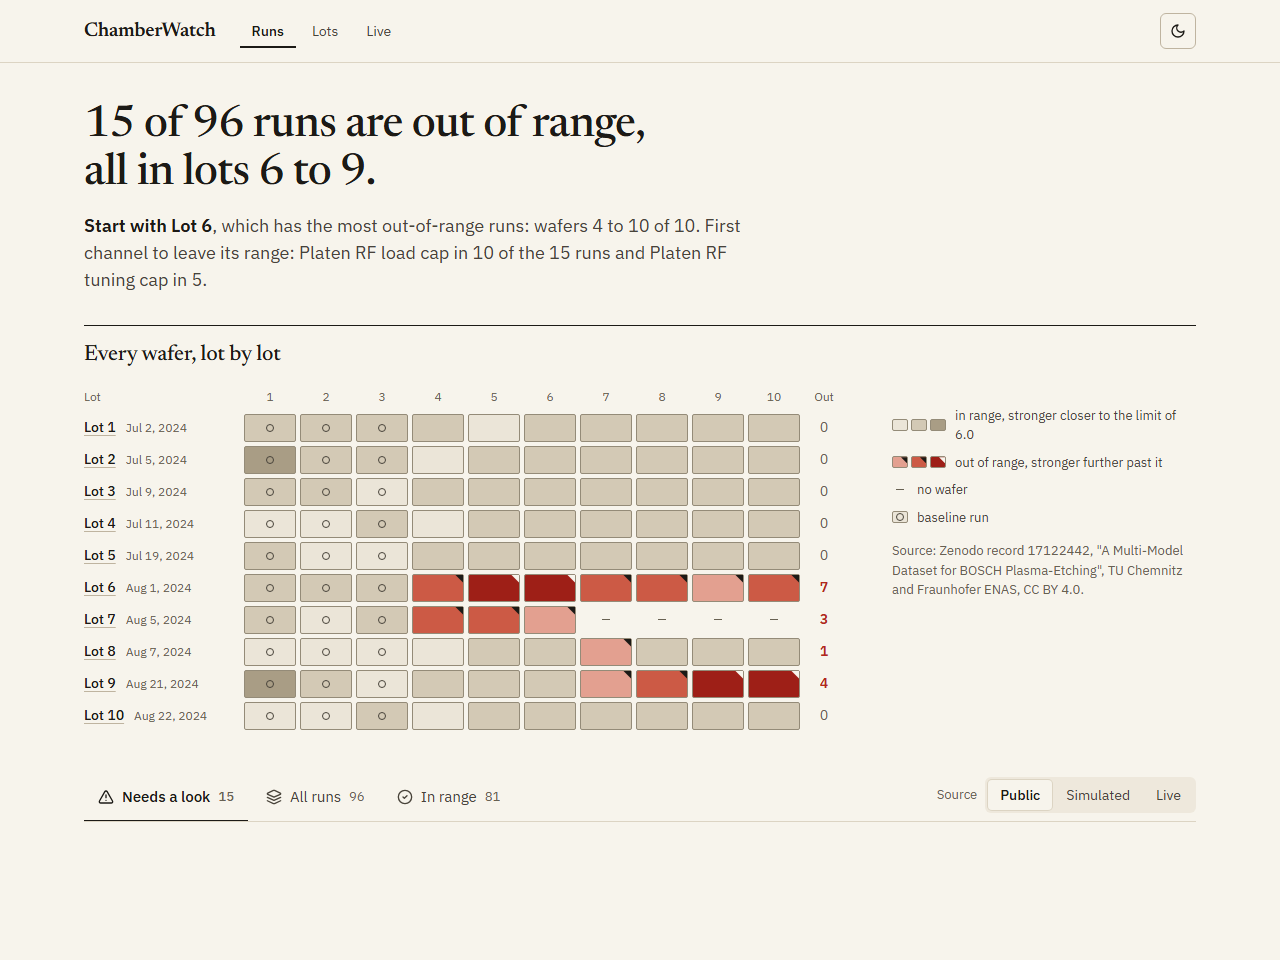 ChamberWatch Runs Lots Live
15 of 96 runs are out of range,
all in lots 6 to 9.
Start with Lot 6, which has the most out-of-range runs: wafers 4 to 10 of 10. First
channel to leave its range: Platen RF load cap in 10 of the 15 runs and Platen RF
tuning cap in 5.
Every wafer, lot by lot
Lot 1 2 3 4 5 6 7 8 9 10 Out
Lot 1 Jul 2, 2024 0
Lot 2 Jul 5, 2024 0
Lot 3 Jul 9, 2024 0
Lot 4 Jul 11, 2024 0
Lot 5 Jul 19, 2024 0
Lot 6 Aug 1, 2024 7
Lot 7 Aug 5, 2024 – – – – 3
Lot 8 Aug 7, 2024 1
Lot 9 Aug 21, 2024 4
Lot 10 Aug 22, 2024 0
in range, stronger closer to the limit of
6.0
out of range, stronger further past it
– no wafer
baseline run
Source: Zenodo record 17122442, "A Multi-Model
Dataset for BOSCH Plasma-Etching", TU Chemnitz
and Fraunhofer ENAS, CC BY 4.0.
Needs a look 15 All runs 96 In range 81 Source Public Simulated Live